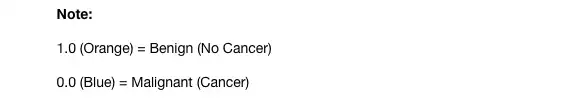 Note:
1.0 (Orange) = Benign (No Cancer)
0.0 (Blue) = Malignant (Cancer)